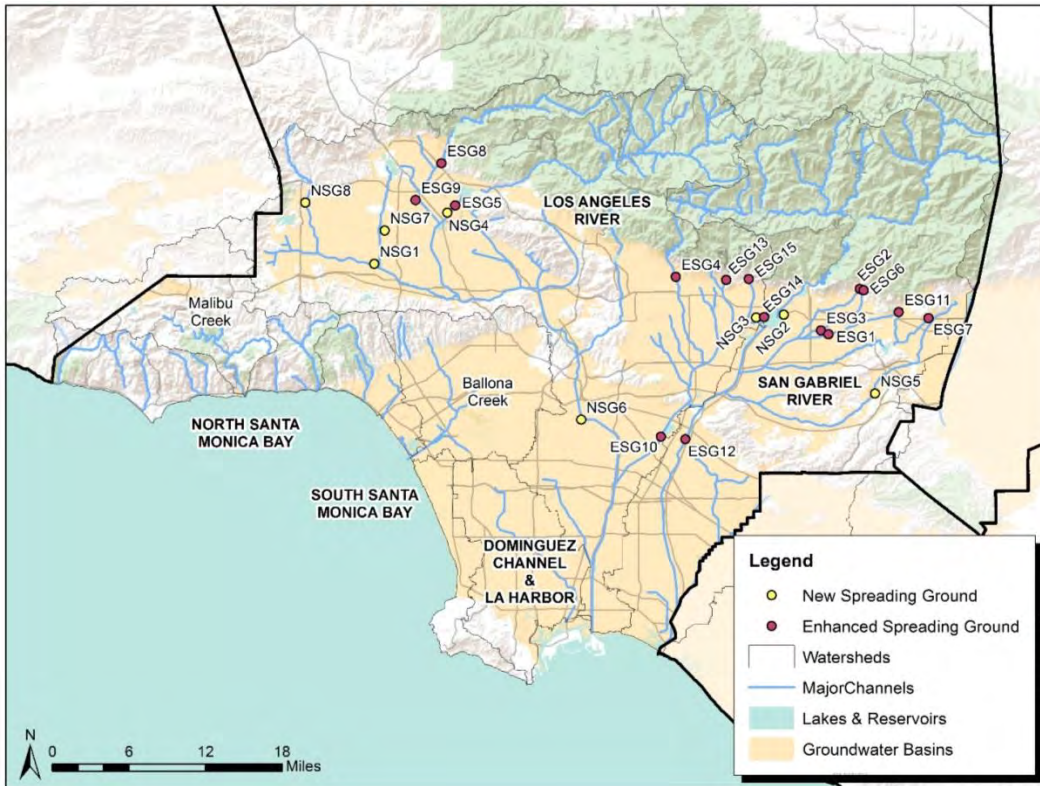 ESG8
NSG8
ESG9
ESG5
NSG7
NSG4
LOS ANGELES
RIVER
NSG1
ESG4
ESG13
ESG15
ESG2
ESG6
ESG14
NSG3
NSG2
ESG3
ESG1
ESG11
ESG7
Malibu
Creek
Ballona
Creek
NSG5
SAN GABRIEL
RIVER
NSG6
NORTH SANTA
MONICA BAY
ESG10
ESG12
SOUTH SANTA
MONICA BAY
DOMINGUEZ
CHANNEL
&
LA HARBOR
Legend
New Spreading Ground
Enhanced Spreading Ground
Watersheds
MajorChannels
Lakes & Reservoirs
Groundwater Basins
N
0 6 12 18
Miles